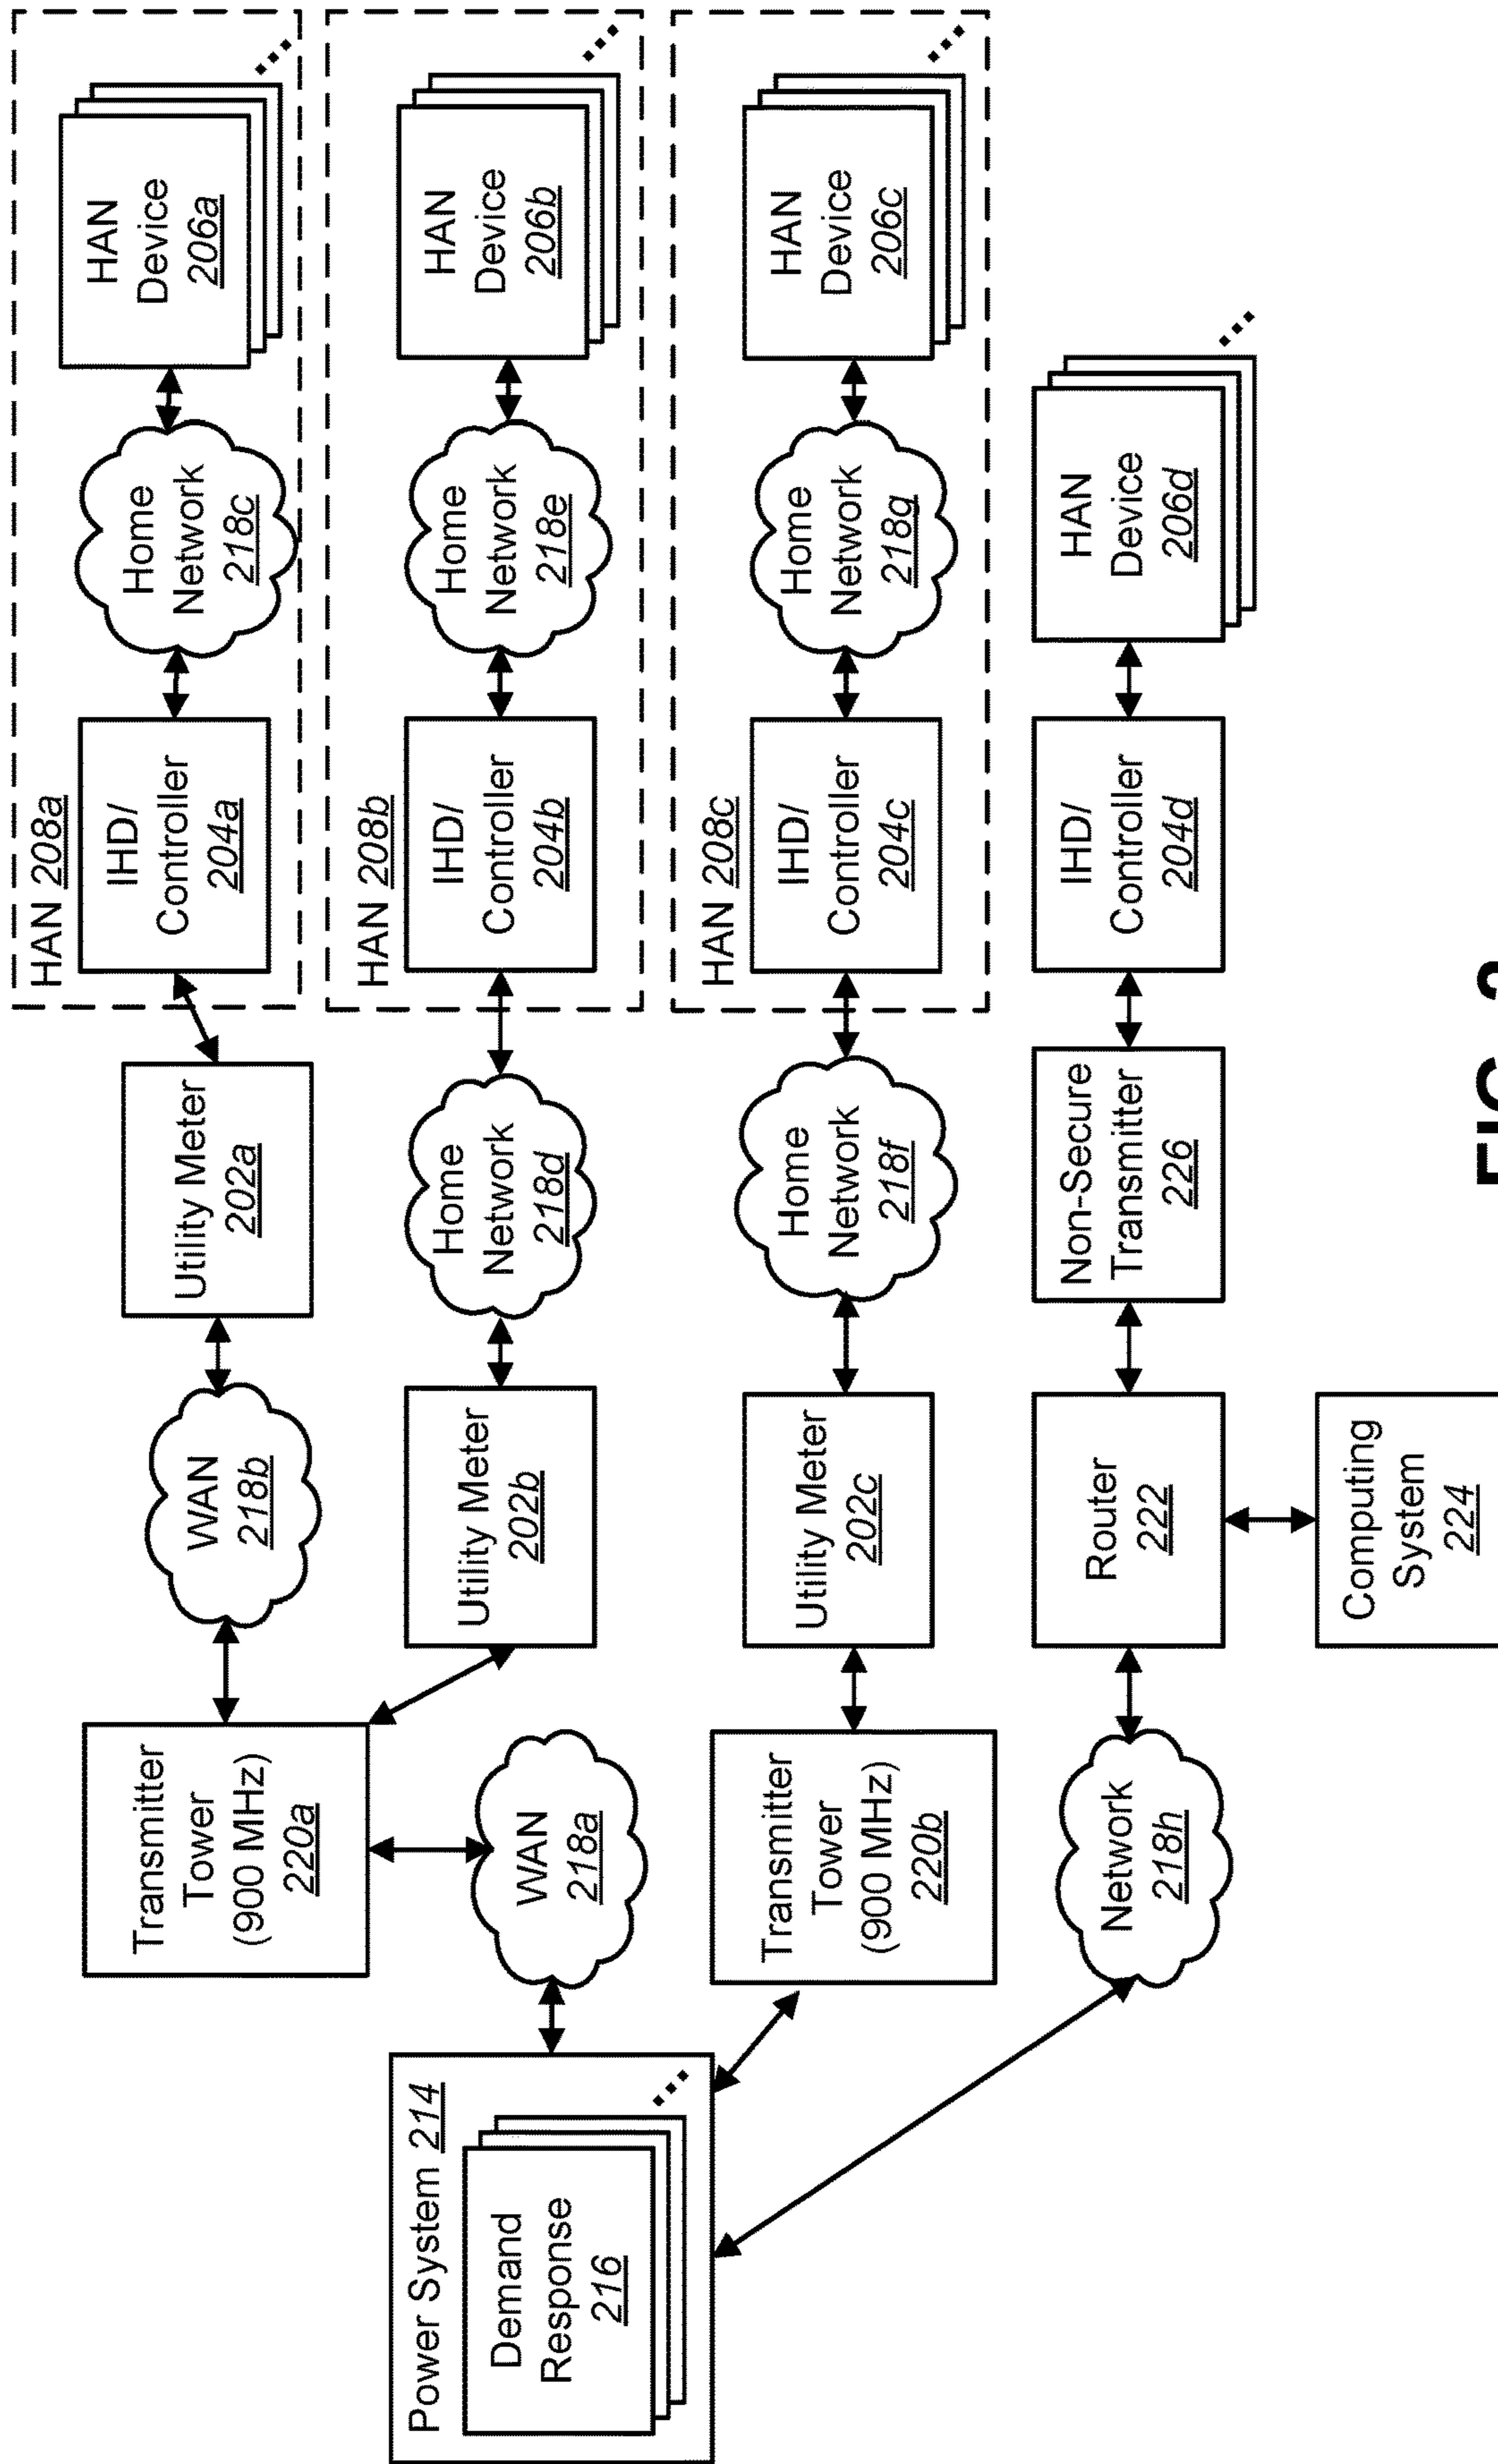 HAN 208a
IHD/
Controller
204a
Home
Network
218c
HAN
Device
206a
Utility Meter
202a
WAN
218b
Transmitter
Tower
(900 MHz)
220a
HAN 208b
IHD/
Controller
204b
Home
Network
218e
HAN
Device
206b
Home
Network
218d
Utility Meter
202b
WAN
218a
Power System 214
Demand
Response
216
HAN 208c
IHD/
Controller
204c
Home
Network
218g
HAN
Device
206c
Home
Network
218f
Utility Meter
202c
Transmitter
Tower
(900 MHz)
220b
Network
218h
Router
222
Non-Secure
Transmitter
226
IHD/
Controller
204d
HAN
Device
206d
Computing
System
224
FIG.